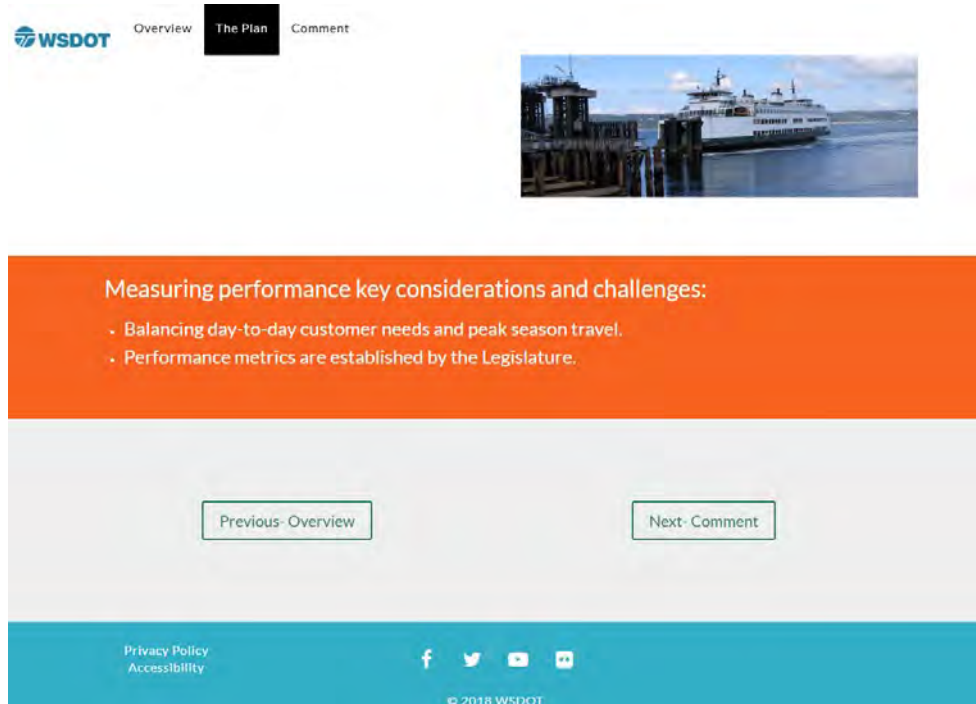 WSDOT
Overview The Plan Comment
Measuring performance key considerations and challenges:
• Balancing day-to-day customer needs and peak season travel.
• Performance metrics are established by the Legislature.
Previous- Overview
Next- Comment
Privacy Policy
Accessibility
© 2018 WSDOT